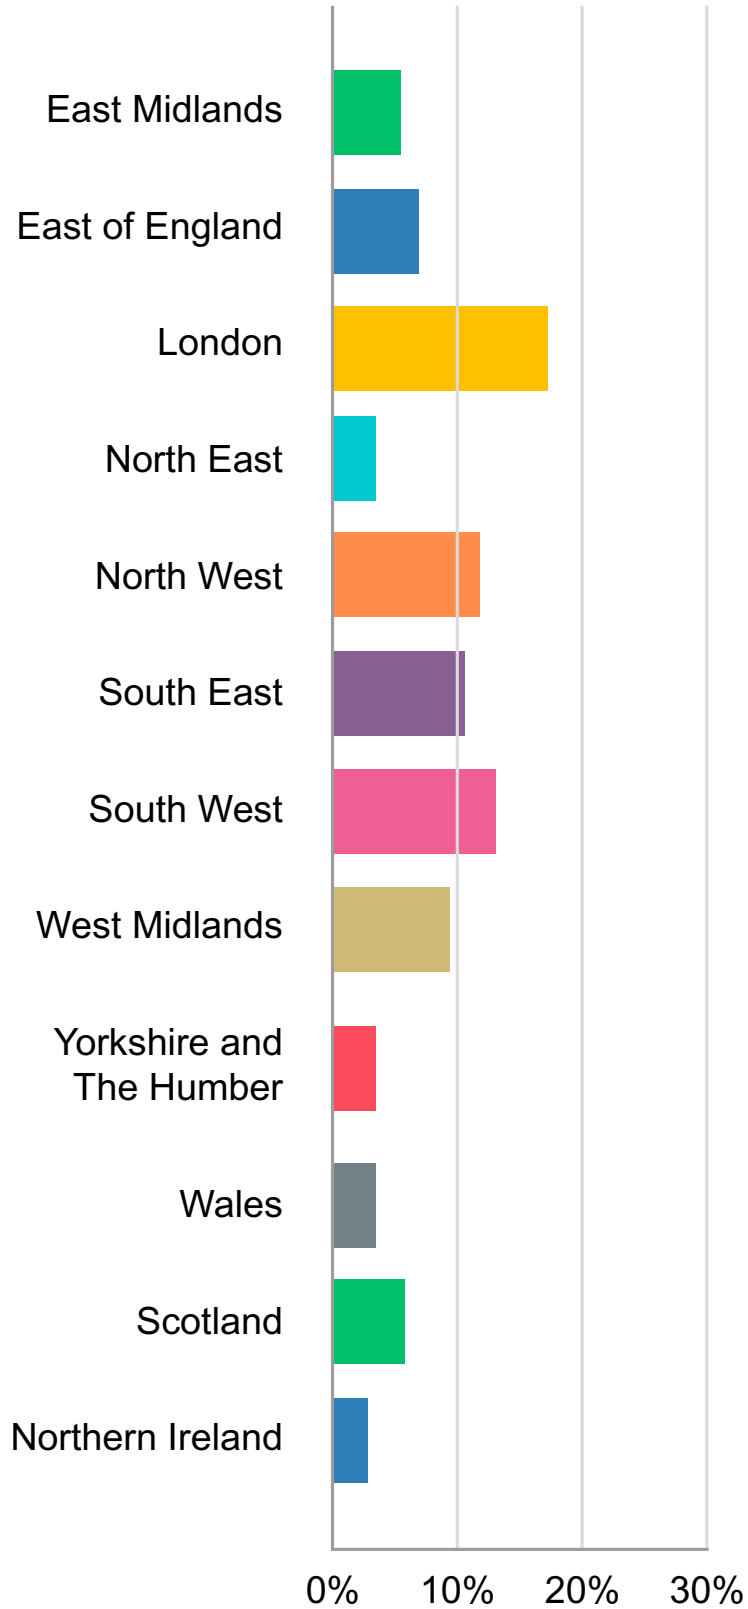 East Midlands
East of England
London
North East
North West
South East
South West
West Midlands
Yorkshire and
The Humber
Wales
Scotland
Northern Ireland
0% 10% 20% 30%